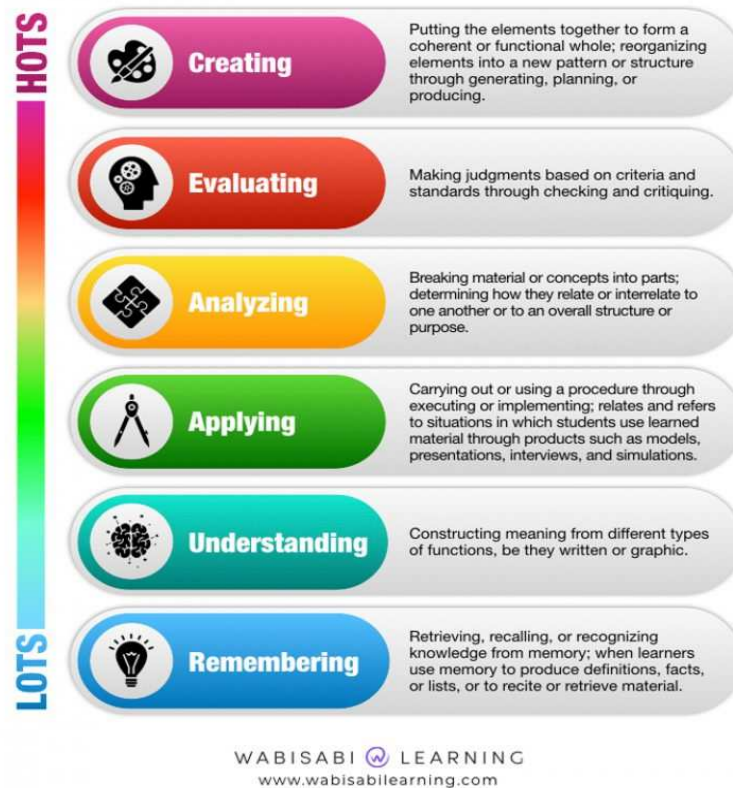 HOTS
Creating
Putting the elements together to form a
coherent or functional whole; reorganizing
elements into a new pattern or structure
through generating, planning, or
producing.
Evaluating
Making judgments based on criteria and
standards through checking and critiquing.
Analyzing
Breaking material or concepts into parts;
determining how they relate or interrelate to
one another or to an overall structure or
purpose.
Applying
Carrying out or using a procedure through
executing or implementing; relates and refers
to situations in which students use learned
material through products such as models,
presentations, interviews, and simulations.
Understanding
Constructing meaning from different types
of functions, be they written or graphic.
LOTS
Remembering
Retrieving, recalling, or recognizing
knowledge from memory; when learners
use memory to produce definitions, facts,
or lists, or to recite or retrieve material.
WABISABI LEARNING
www.wabisabilearning.com